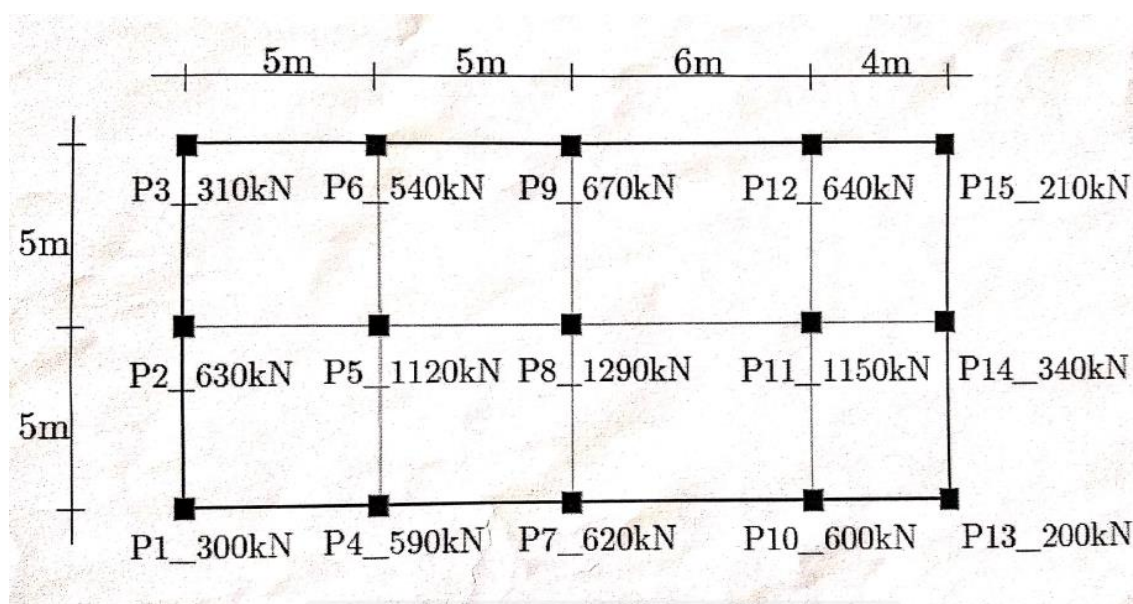 5m 5m 6m 4m
P3_310kN P6_540kN P9_670kN P12_640kN P15_210kN
5m
P2_630kN P5_1120kN P8_1290kN P11_1150kN P14_340kN
5m
P1_300kN P4_590kN P7_620kN P10_600kN P13_200kN